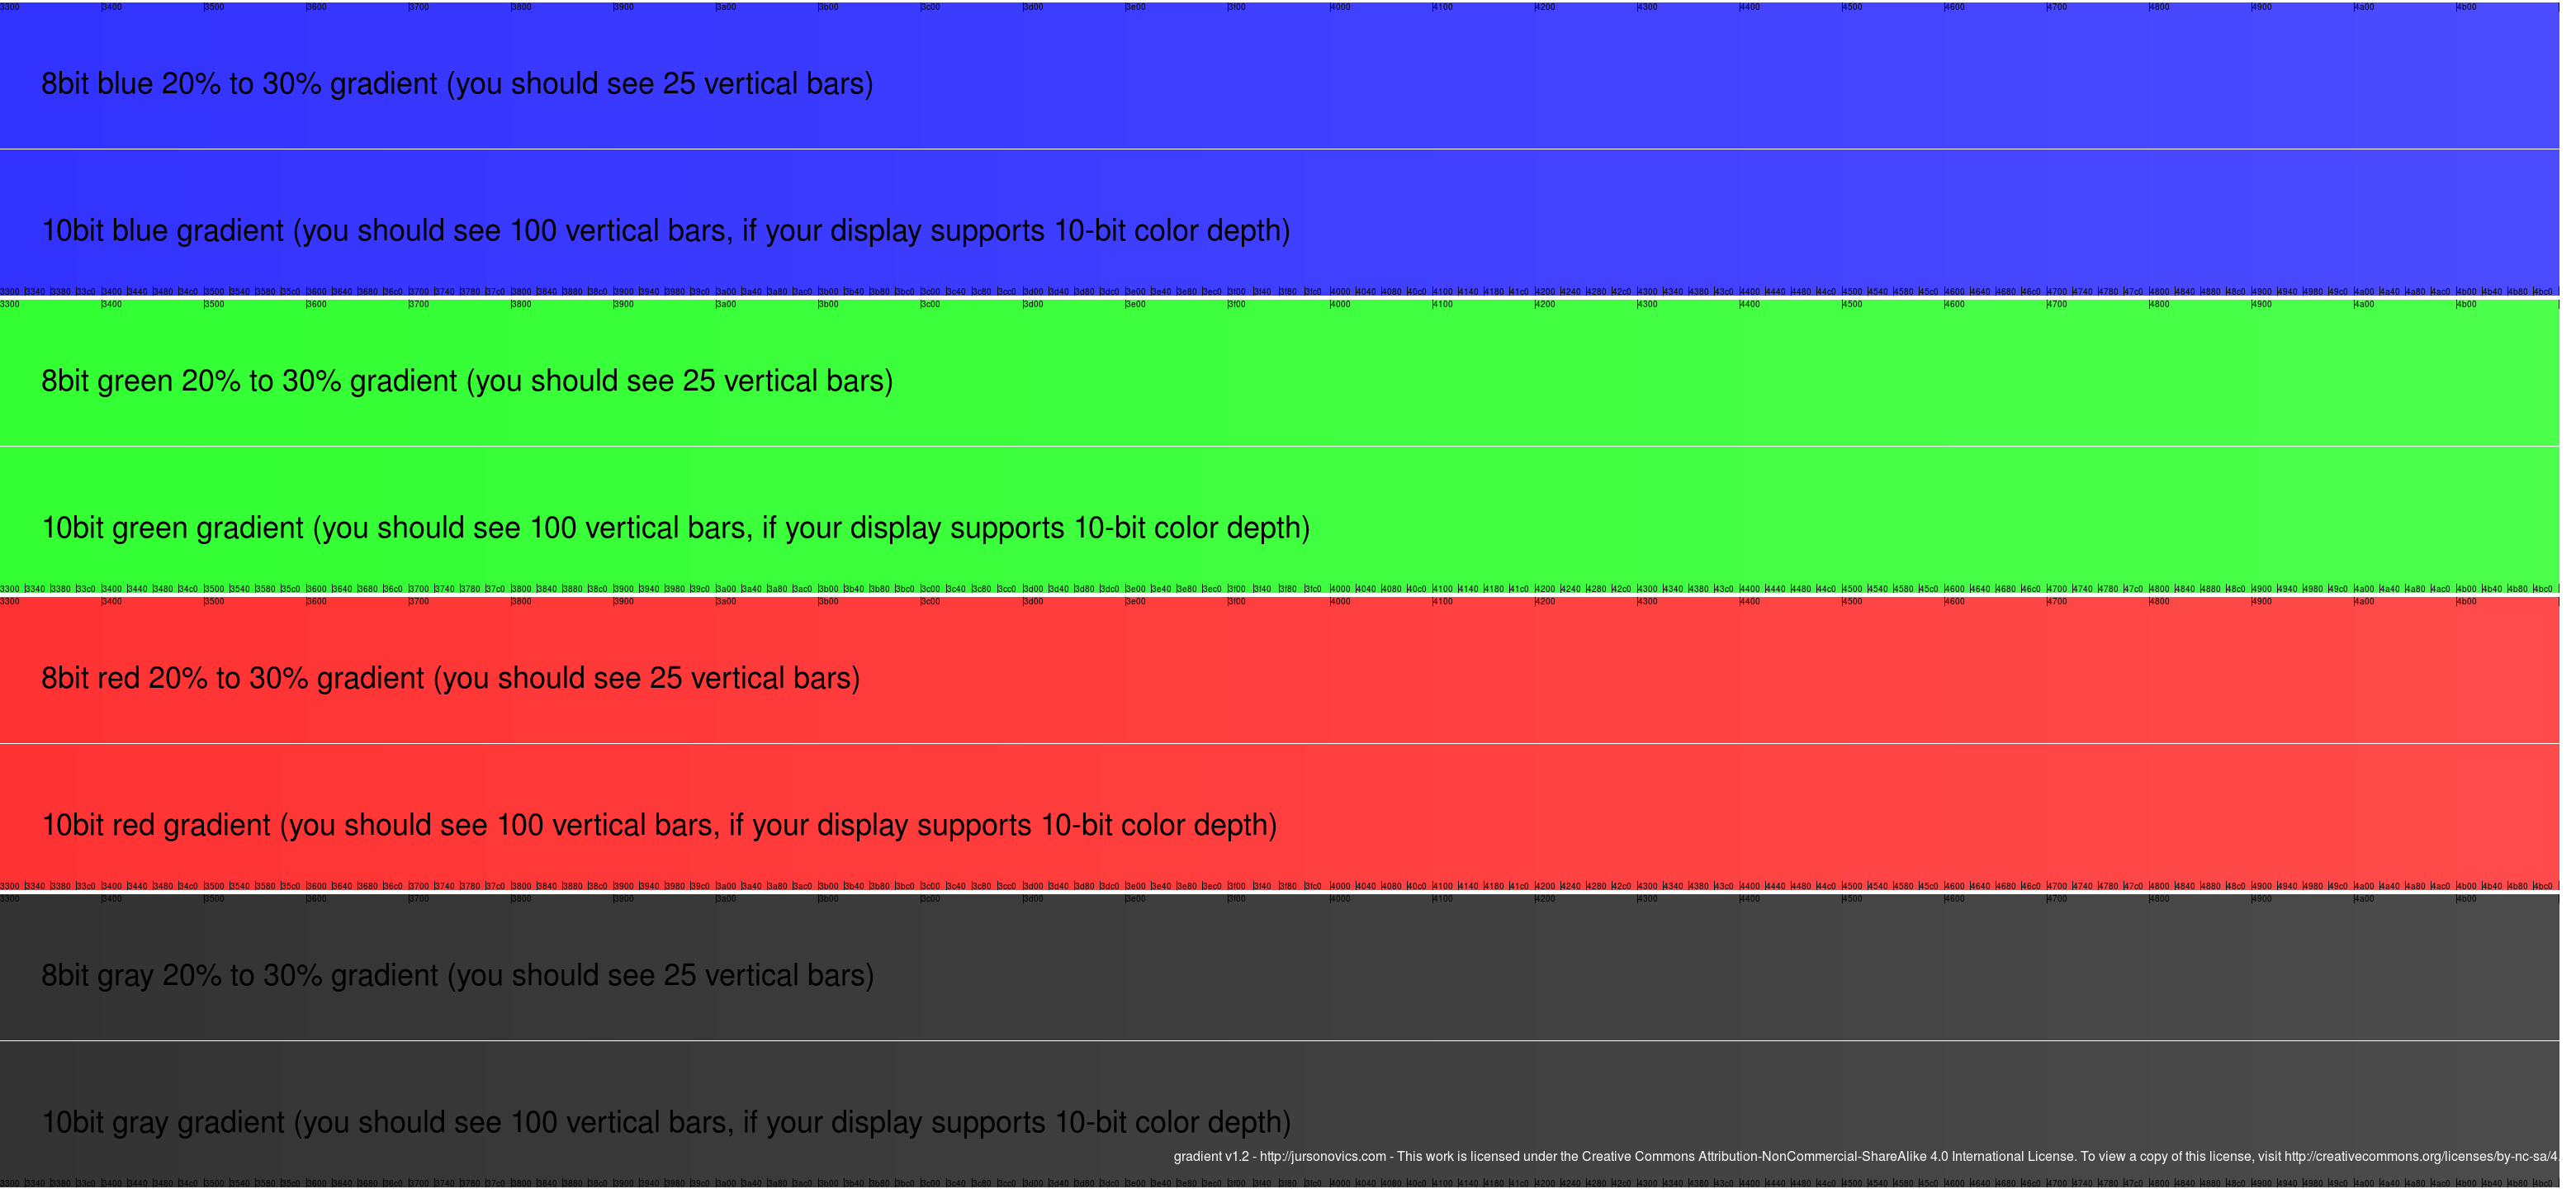 3300 3400 3500 3600 3700 3800 3900 3a00 3b00 3c00 3d00 3e00 3f00 4000 4100 4200 4300 4400 4500 4600 4700 4800 4900 4a00 4b00
8bit blue 20% to 30% gradient (you should see 25 vertical bars)
10bit blue gradient (you should see 100 vertical bars, if your display supports 10-bit color depth)
3300 3340 3380 33c0 3400 3440 3480 34c0 3500 3540 3580 35c0 3600 3640 3680 36c0 3700 3740 3780 37c0 3800 3840 3880 38c0 3900 3940 3980 39c0 3a00 3a40 3a80 3ac0 3b00 3b40 3b80 3bc0 3c00 3c40 3c80 3cc0 3d00 3d40 3d80 3dc0 3e00 3e40 3e80 3ec0 3f00 3f40 3f80 3fc0 4000 4040 4080 40c0 4100 4140 4180 41c0 4200 4240 4280 42c0 4300 4340 4380 43c0 4400 4440 4480 44c0 4500 4540 4580 45c0 4600 4640 4680 46c0 4700 4740 4780 47c0 4800 4840 4880 48c0 4900 4940 4980 49c0 4a00 4a40 4a80 4ac0 4b00 4b40 4b80 4bc0
3300 3400 3500 3600 3700 3800 3900 3a00 3b00 3c00 3d00 3e00 3f00 4000 4100 4200 4300 4400 4500 4600 4700 4800 4900 4a00 4b00
8bit green 20% to 30% gradient (you should see 25 vertical bars)
10bit green gradient (you should see 100 vertical bars, if your display supports 10-bit color depth)
3300 3340 3380 33c0 3400 3440 3480 34c0 3500 3540 3580 35c0 3600 3640 3680 36c0 3700 3740 3780 37c0 3800 3840 3880 38c0 3900 3940 3980 39c0 3a00 3a40 3a80 3ac0 3b00 3b40 3b80 3bc0 3c00 3c40 3c80 3cc0 3d00 3d40 3d80 3dc0 3e00 3e40 3e80 3ec0 3f00 3f40 3f80 3fc0 4000 4040 4080 40c0 4100 4140 4180 41c0 4200 4240 4280 42c0 4300 4340 4380 43c0 4400 4440 4480 44c0 4500 4540 4580 45c0 4600 4640 4680 46c0 4700 4740 4780 47c0 4800 4840 4880 48c0 4900 4940 4980 49c0 4a00 4a40 4a80 4ac0 4b00 4b40 4b80 4bc0
3300 3400 3500 3600 3700 3800 3900 3a00 3b00 3c00 3d00 3e00 3f00 4000 4100 4200 4300 4400 4500 4600 4700 4800 4900 4a00 4b00
8bit red 20% to 30% gradient (you should see 25 vertical bars)
10bit red gradient (you should see 100 vertical bars, if your display supports 10-bit color depth)
3300 3340 3380 33c0 3400 3440 3480 34c0 3500 3540 3580 35c0 3600 3640 3680 36c0 3700 3740 3780 37c0 3800 3840 3880 38c0 3900 3940 3980 39c0 3a00 3a40 3a80 3ac0 3b00 3b40 3b80 3bc0 3c00 3c40 3c80 3cc0 3d00 3d40 3d80 3dc0 3e00 3e40 3e80 3ec0 3f00 3f40 3f80 3fc0 4000 4040 4080 40c0 4100 4140 4180 41c0 4200 4240 4280 42c0 4300 4340 4380 43c0 4400 4440 4480 44c0 4500 4540 4580 45c0 4600 4640 4680 46c0 4700 4740 4780 47c0 4800 4840 4880 48c0 4900 4940 4980 49c0 4a00 4a40 4a80 4ac0 4b00 4b40 4b80 4bc0
3300 3400 3500 3600 3700 3800 3900 3a00 3b00 3c00 3d00 3e00 3f00 4000 4100 4200 4300 4400 4500 4600 4700 4800 4900 4a00 4b00
8bit gray 20% to 30% gradient (you should see 25 vertical bars)
10bit gray gradient (you should see 100 vertical bars, if your display supports 10-bit color depth)
gradient v1.2 - http://jursonovics.com - This work is licensed under the Creative Commons Attribution-NonCommercial-ShareAlike 4.0 International License. To view a copy of this license, visit http://creativecommons.org/licenses/by-nc-sa/4
3300 3340 3380 33c0 3400 3440 3480 34c0 3500 3540 3580 35c0 3600 3640 3680 36c0 3700 3740 3780 37c0 3800 3840 3880 38c0 3900 3940 3980 39c0 3a00 3a40 3a80 3ac0 3b00 3b40 3b80 3bc0 3c00 3c40 3c80 3cc0 3d00 3d40 3d80 3dc0 3e00 3e40 3e80 3ec0 3f00 3f40 3f80 3fc0 4000 4040 4080 40c0 4100 4140 4180 41c0 4200 4240 4280 42c0 4300 4340 4380 43c0 4400 4440 4480 44c0 4500 4540 4580 45c0 4600 4640 4680 46c0 4700 4740 4780 47c0 4800 4840 4880 48c0 4900 4940 4980 49c0 4a00 4a40 4a80 4ac0 4b00 4b40 4b80 4bc0